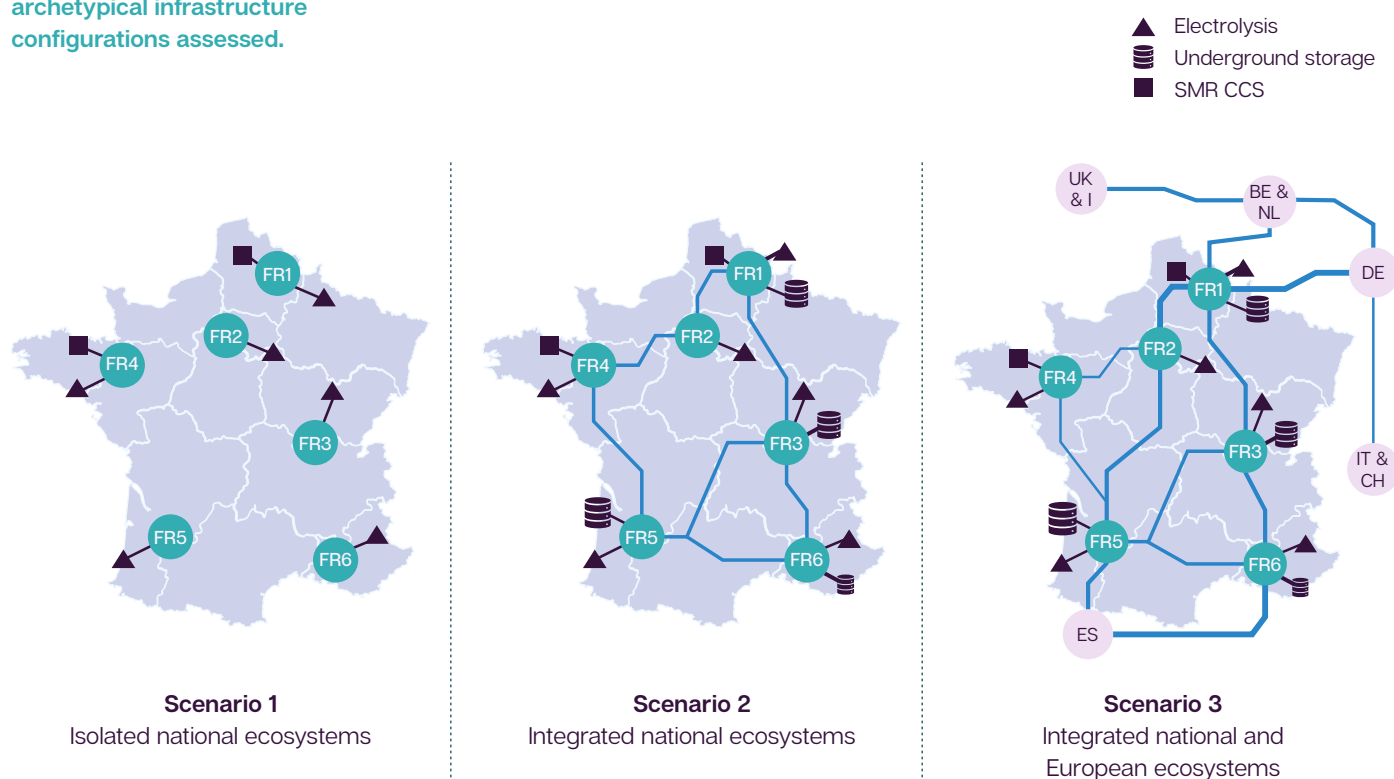 archetypical infrastructure
configurations assessed.
Electrolysis
Underground storage
SMR CCS
FR1
FR2
FR4
FR3
FR5
FR6
Scenario 1
Isolated national ecosystems
FR1
FR2
FR4
FR3
FR5
FR6
Scenario 2
Integrated national ecosystems
UK
& I
BE &
NL
DE
FR1
FR2
FR4
FR3
IT &
CH
FR5
FR6
ES
Scenario 3
Integrated national and
European ecosystems